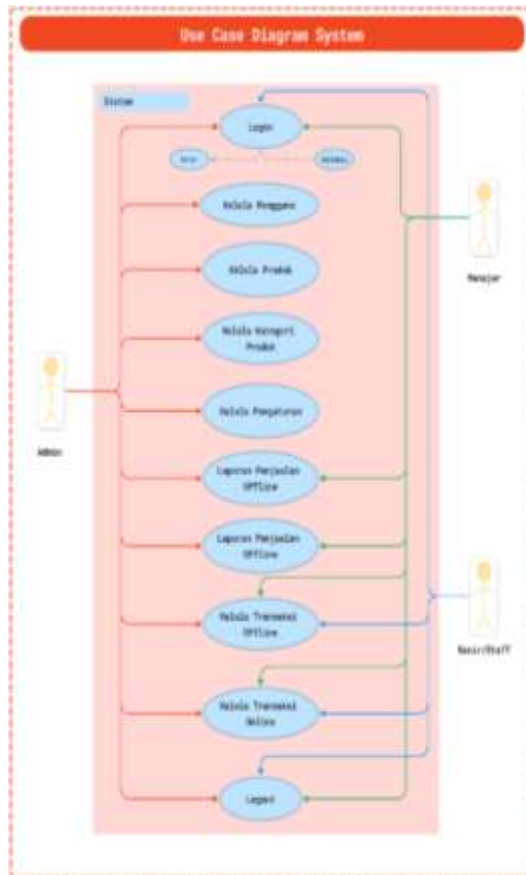 Use Case Diagram System
Sistem
Login
Kelola Pengguna
Manajer
Kelola Produk
Kelola Kategori
Produk
Admin
Kelola Pengaturan
Laporan Penjualan
Offline
Laporan Penjualan
Offline
Kelola Transaksi
Offline
Kasir/Staff
Kelola Transaksi
Online
Logout